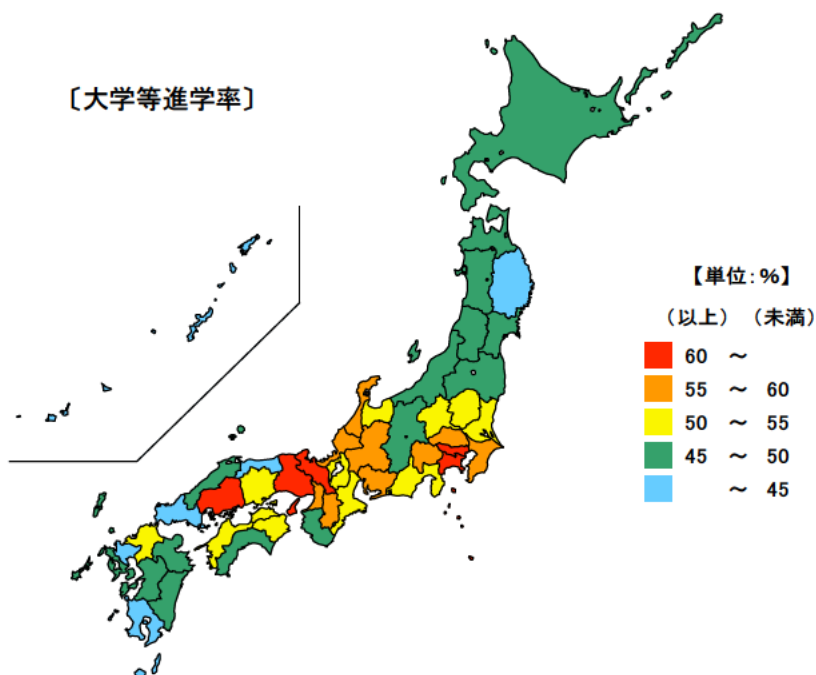 〔大学等進学率〕
【単位:%】
（以上）（未満）
60 ～
55 ～ 60
50 ～ 55
45 ～ 50
～ 45